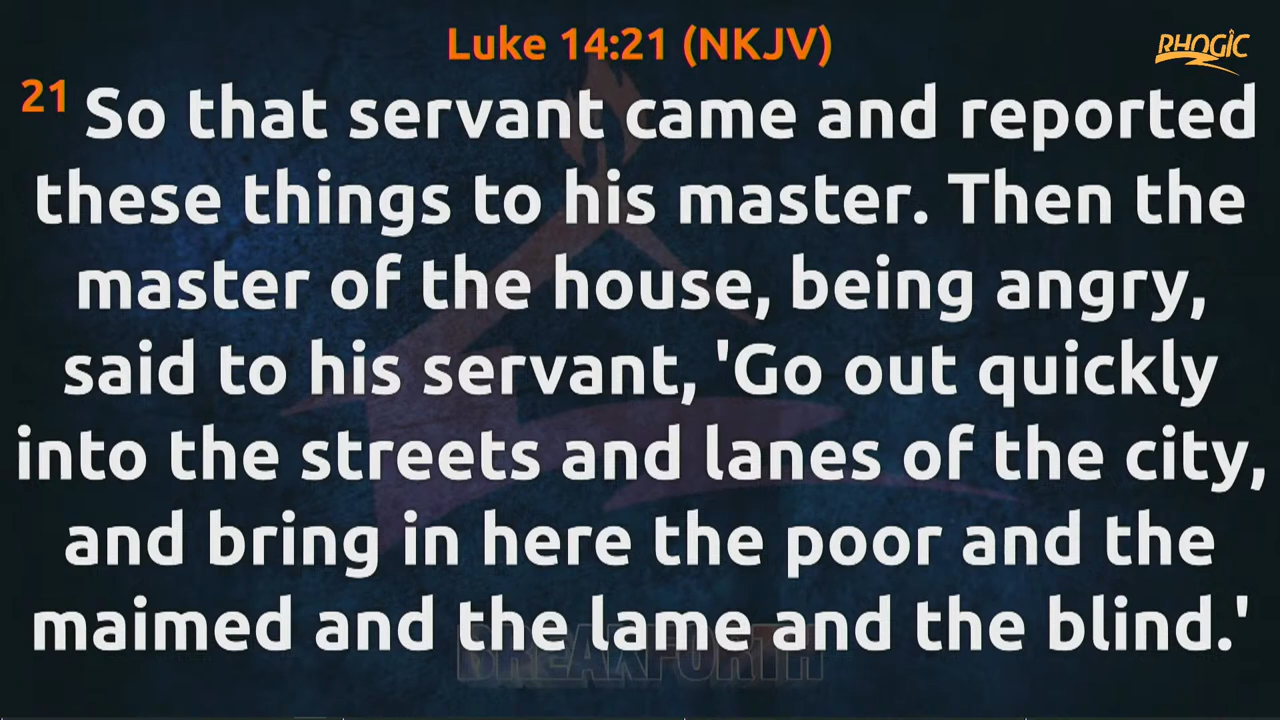 Luke 14:21 (NKJV)
RHOGIC
21 So that servant came and reported
these things to his master. Then the
master of the house, being angry,
said to his servant, 'Go out quickly
into the streets and lanes of the city,
and bring in here the poor and the
maimed and the lame and the blind.'
BREAKFORTH